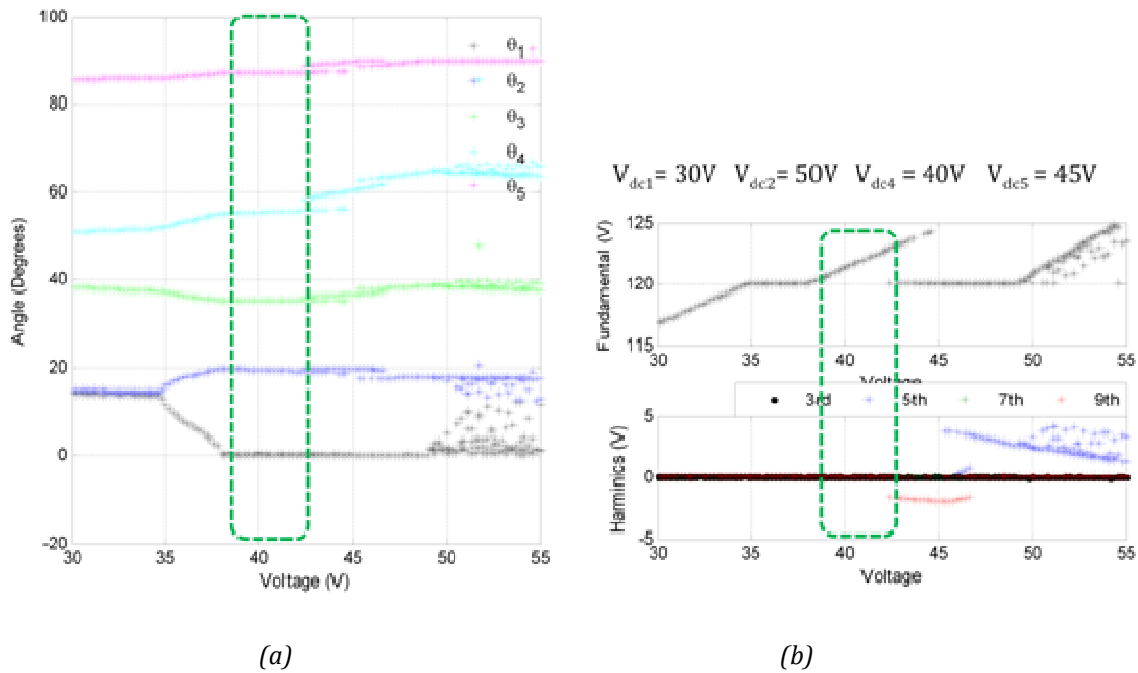 100
80
60
40
20
0
-20
30 35 40 45 50 55
Angle (Degrees)
Voltage (V)
θ1
θ2
θ3
θ4
θ5
(a)
Vdc1 = 30V Vdc2 = 50V Vdc4 = 40V Vdc5 = 45V
125
120
115
Fundamental (V)
30 35 40 45 50 55
Voltage
3rd 5th 7th 9th
5
0
-5
Harminics (V)
30 35 40 45 50 55
Voltage
(b)